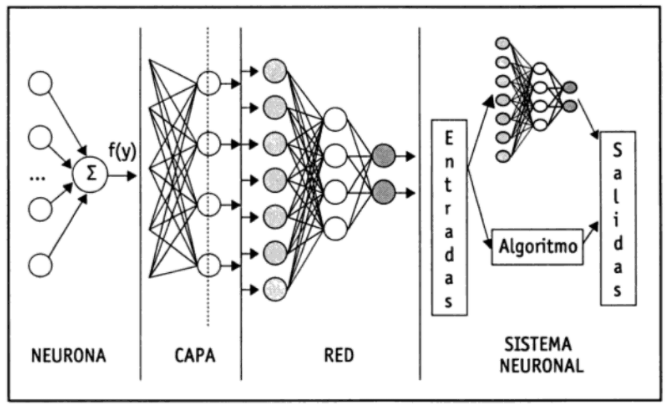 ...
Σ
f(y)
Entradas
Algoritmo
Salidas
NEURONA
CAPA
RED
SISTEMA
NEURONAL